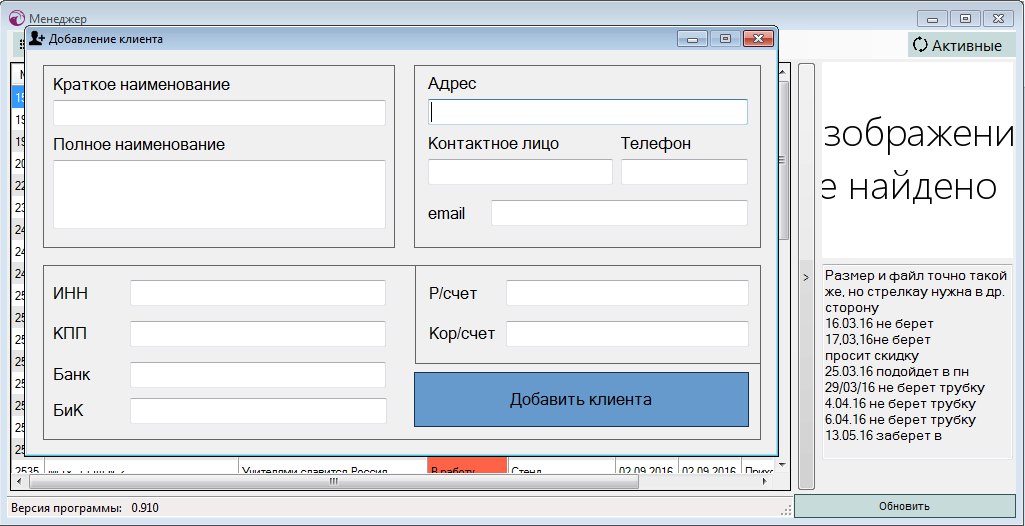 Менеджер
Добавление клиента
Активные
Краткое наименование
Полное наименование
Адрес
Контактное лицо Телефон
email
ИНН
КПП
Банк
БиК
Р/счет
Кор/счет
Добавить клиента
зображени
е найдено
Размер и файл точно такой
же, но стрелкау нужна в др.
сторону
16.03.16 не берет
17,03,16не берет
просит скидку
25.03.16 подойдет в пн
29/03/16 не берет трубку
4.04.16 не берет трубку
6.04.16 не берет трубку
13.05.16 заберет в
2535 Учителями славится Россия В работу Стенд 02.09.2016 02.09.2016
Версия программы: 0.910
Обновить